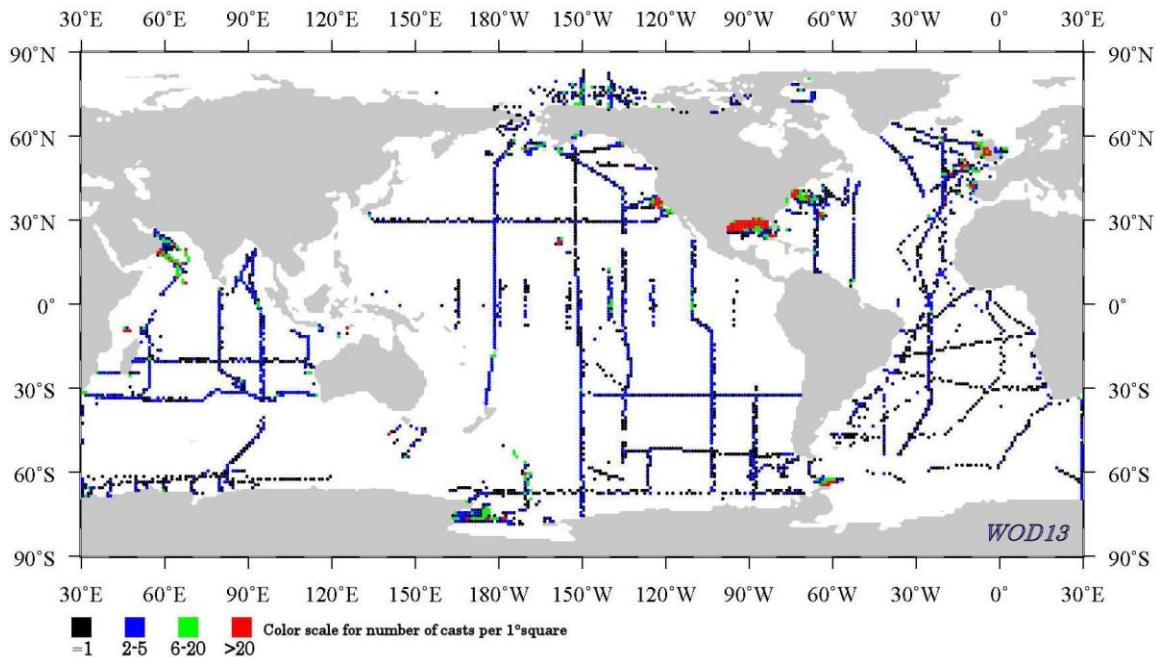 30˚E 60˚E 90˚E 120˚E 150˚E 180˚W 150˚W 120˚W 90˚W 60˚W 30˚W 0˚ 30˚E
90˚N 90˚N
60˚N 60˚N
30˚N 30˚N
0˚ 0˚
30˚S 30˚S
60˚S 60˚S
WOD13
90˚S 90˚S
30˚E 60˚E 90˚E 120˚E 150˚E 180˚W 150˚W 120˚W 90˚W 60˚W 30˚W 0˚ 30˚E
Color scale for number of casts per 1°square
=1 2-5 6-20 >20